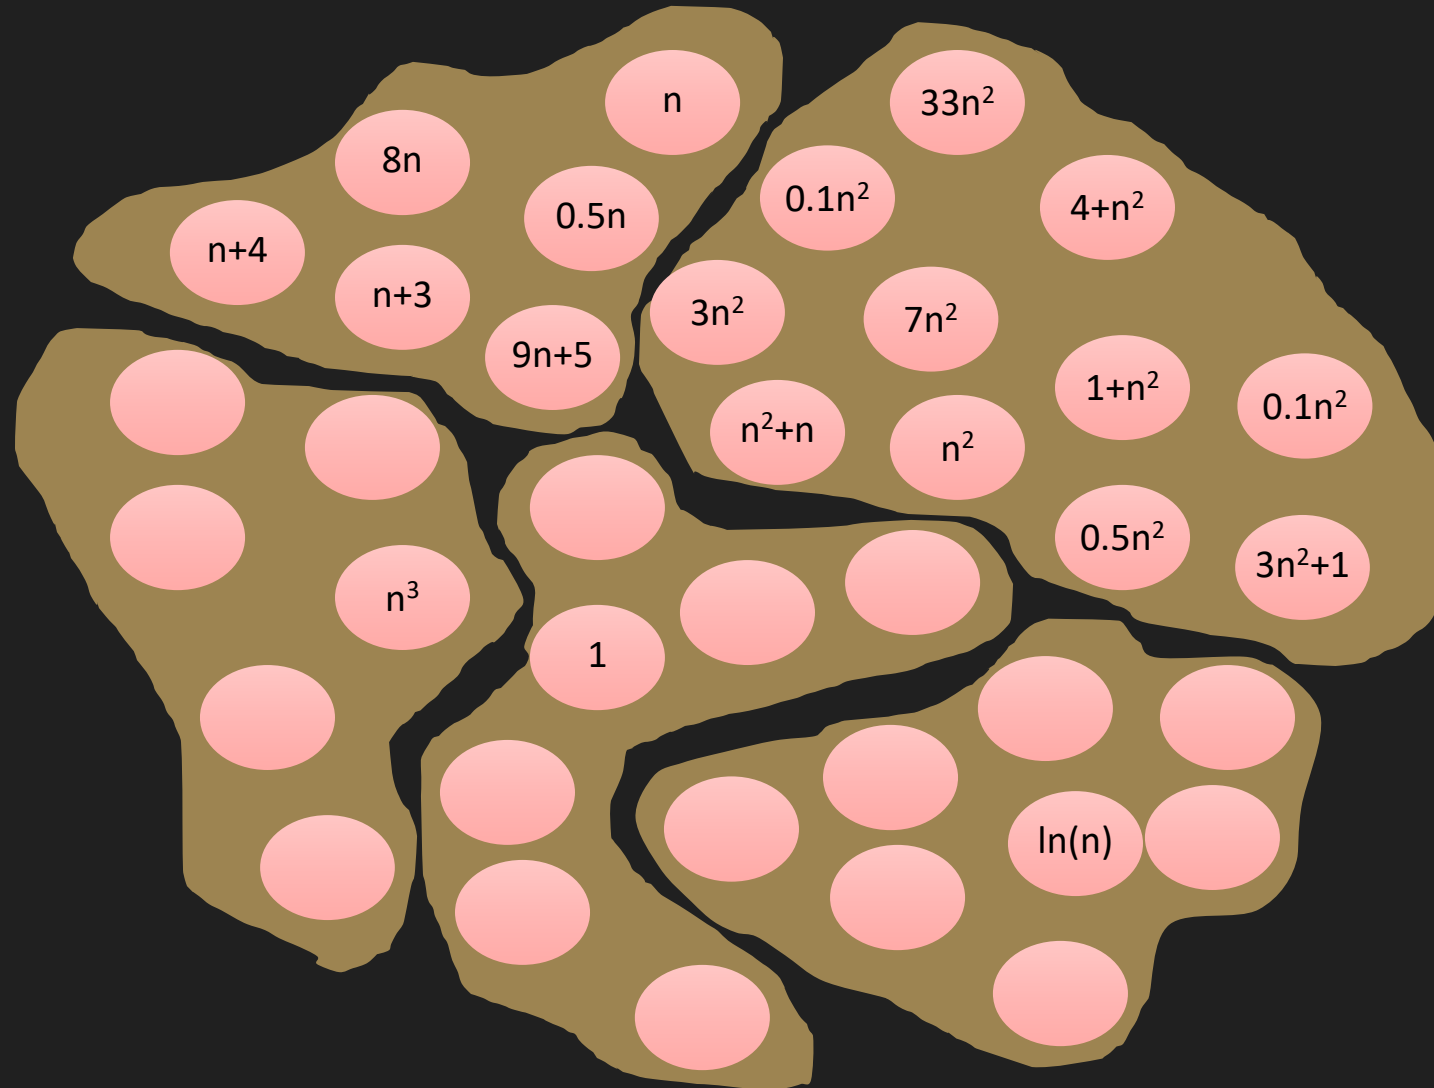 n
8n
0.5n
n+4
n+3
9n+5
33n²
0.1n²
4+n²
3n²
7n²
1+n²
0.1n²
n²+n
n²
0.5n²
3n²+1
n³
1
ln(n)